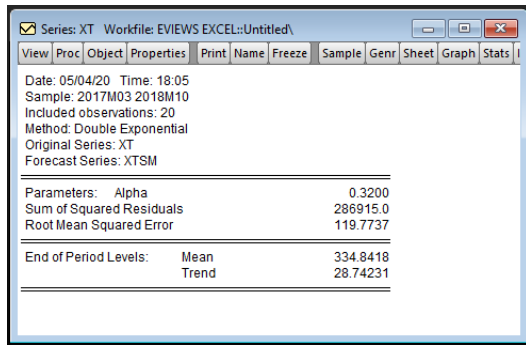 Series: XT Workfile: EVIEWS EXCEL::Untitled\
View Proc Object Properties Print Name Freeze Sample Genr Sheet Graph Stats
Date: 05/04/20 Time: 18:05
Sample: 2017M03 2018M10
Included observations: 20
Method: Double Exponential
Original Series: XT
Forecast Series: XTSM
Parameters: Alpha 0.3200
Sum of Squared Residuals 286915.0
Root Mean Squared Error 119.7737
End of Period Levels: Mean 334.8418
Trend 28.74231